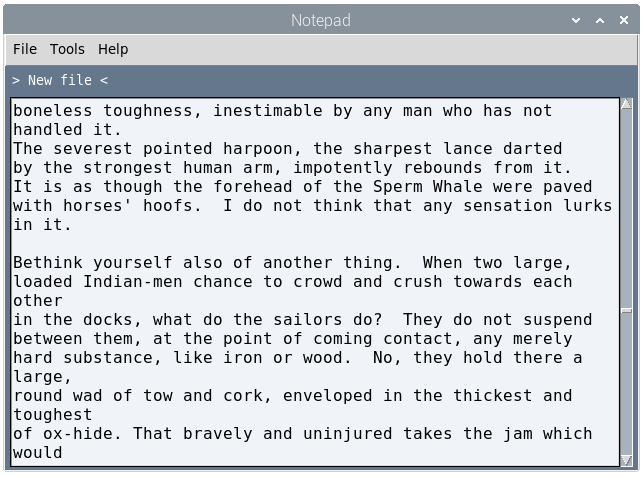 Notepad
File Tools Help
> New file <
boneless toughness, inestimable by any man who has not
handled it.
The severest pointed harpoon, the sharpest lance darted
by the strongest human arm, impotently rebounds from it.
It is as though the forehead of the Sperm Whale were paved
with horses' hoofs.  I do not think that any sensation lurks
in it.

Bethink yourself also of another thing.  When two large,
loaded Indian-men chance to crowd and crush towards each
other
in the docks, what do the sailors do?  They do not suspend
between them, at the point of coming contact, any merely
hard substance, like iron or wood.  No, they hold there a
large,
round wad of tow and cork, enveloped in the thickest and
toughest
of ox-hide. That bravely and uninjured takes the jam which
would